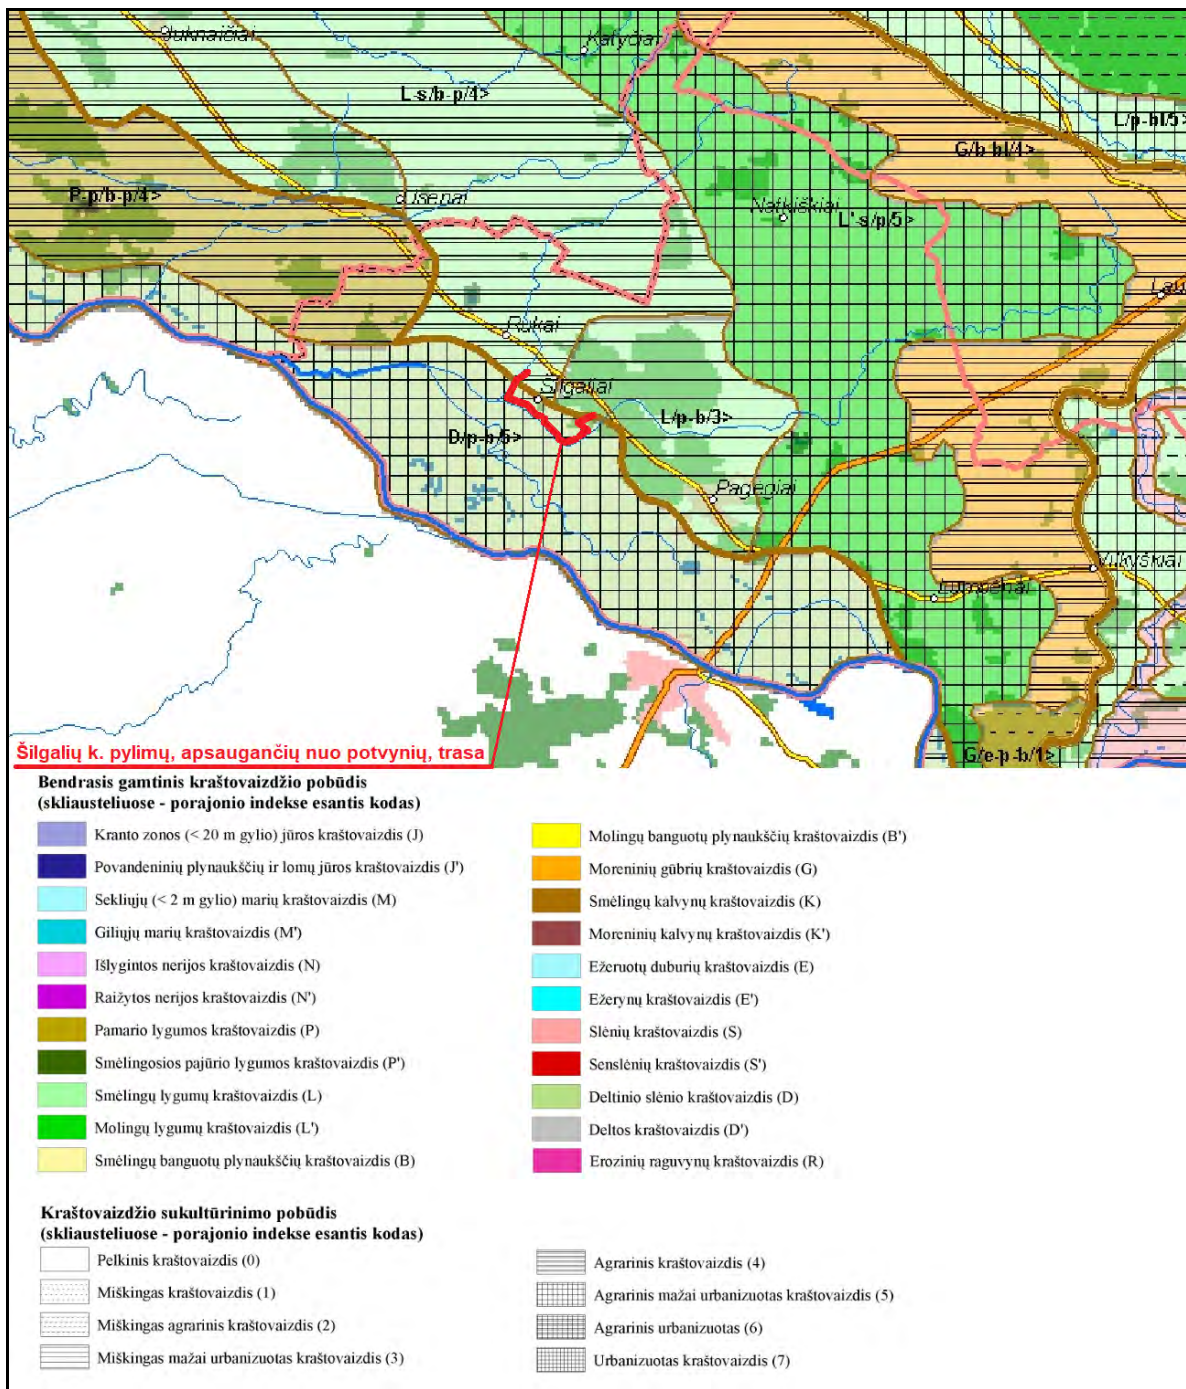 Juknaičiai
Katyčiai
L-s/b-p/4>
L/p-bl/5>
G/b-bl/4>
P-p/b-p/4>
Usėnai
Natkiškiai
L'-s/p/5>
Lau
Rukai
Šilgaliai
L/p-b/3>
D/p-b/5>
Pagėgiai
Vilkyškiai
Lumpėnai
Šilgalių k. pylimų, apsaugančių nuo potvynių, trasa
G/e-p-b/1>
Bendrasis gamtinis kraštovaizdžio pobūdis
(skliausteliuose - porajonio indekse esantis kodas)
Kranto zonos (< 20 m gylio) jūros kraštovaizdis (J)
Povandeninių plynaukščių ir lomų jūros kraštovaizdis (J')
Sekliųjų (< 2 m gylio) marių kraštovaizdis (M)
Giliųjų marių kraštovaizdis (M')
Išlygintos nerijos kraštovaizdis (N)
Raižytos nerijos kraštovaizdis (N')
Pamario lygumos kraštovaizdis (P)
Smėlingosios pajūrio lygumos kraštovaizdis (P')
Smėlingų lygumų kraštovaizdis (L)
Molingų lygumų kraštovaizdis (L')
Smėlingų banguotų plynaukščių kraštovaizdis (B)
Molingų banguotų plynaukščių kraštovaizdis (B')
Moreninių gūbrių kraštovaizdis (G)
Smėlingų kalvynų kraštovaizdis (K)
Moreninių kalvynų kraštovaizdis (K')
Ežeruotų duburių kraštovaizdis (E)
Ežerynų kraštovaizdis (E')
Slėnių kraštovaizdis (S)
Senslėnių kraštovaizdis (S')
Deltinio slėnio kraštovaizdis (D)
Deltos kraštovaizdis (D')
Erozinių raguvynų kraštovaizdis (R)
Kraštovaizdžio sukultūrinimo pobūdis
(skliausteliuose - porajonio indekse esantis kodas)
Pelkinis kraštovaizdis (0)
Miškingas kraštovaizdis (1)
Miškingas agrarinis kraštovaizdis (2)
Miškingas mažai urbanizuotas kraštovaizdis (3)
Agrarinis kraštovaizdis (4)
Agrarinis mažai urbanizuotas kraštovaizdis (5)
Agrarinis urbanizuotas (6)
Urbanizuotas kraštovaizdis (7)